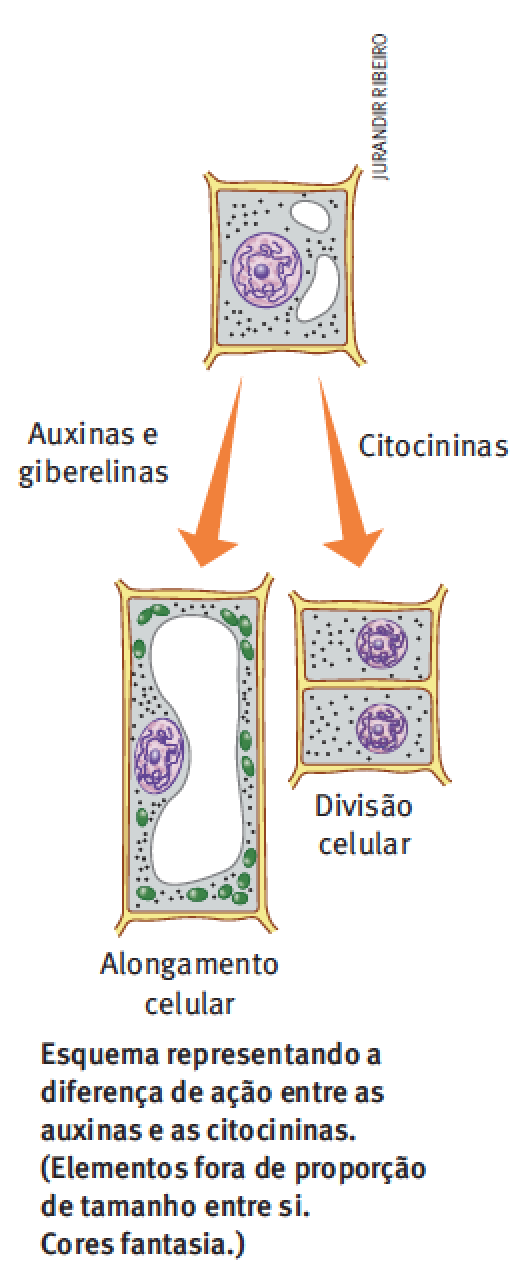 JURANDIR RIBEIRO
Auxinas e
giberelinas
Citocininas
Divisão
celular
Alongamento
celular
Esquema representando a
diferença de ação entre as
auxinas e as citocininas.
(Elementos fora de proporção
de tamanho entre si.
Cores fantasia.)